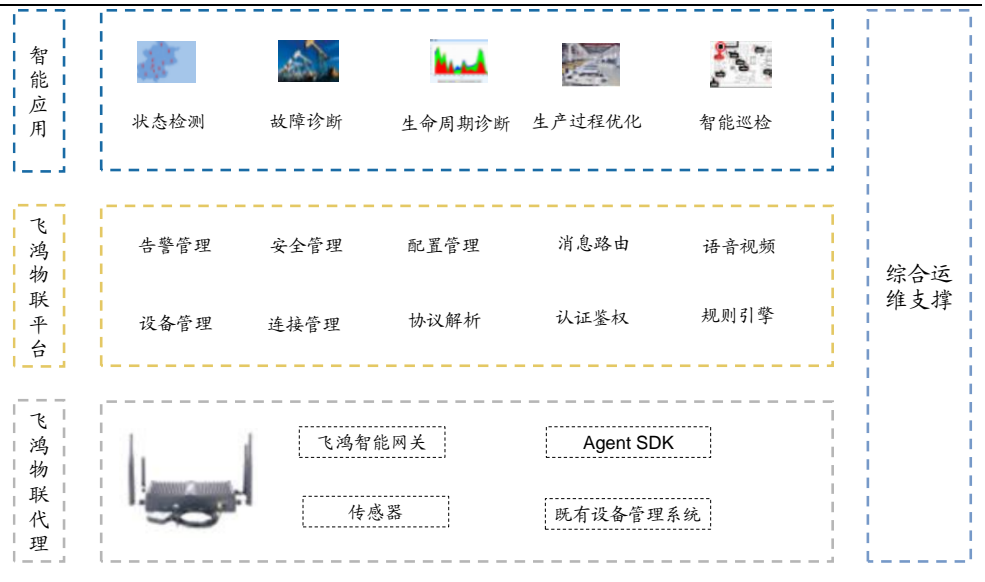 智能应用
状态检测
故障诊断
生命周期诊断
生产过程优化
智能巡检
飞鸿物联平台
告警管理
安全管理
配置管理
消息路由
语音视频
设备管理
连接管理
协议解析
认证鉴权
规则引擎
飞鸿物联代理
飞鸿智能网关
Agent SDK
传感器
既有设备管理系统
综合运
维支撑